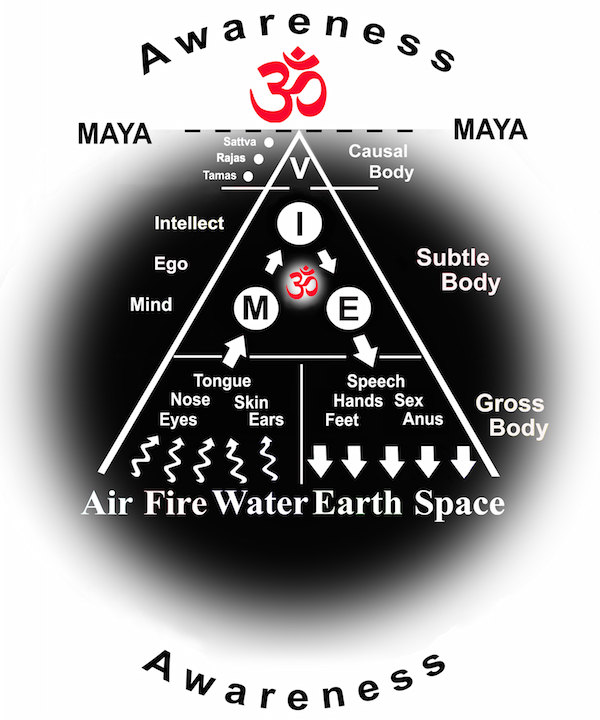 Awareness
ॐ
MAYA MAYA
Sattva
Rajas
Tamas
V
Causal
Body
Intellect
I
Ego
Mind
ॐ
M E
Subtle
Body
Tongue
Nose Skin
Eyes Ears
Speech
Hands Sex
Feet Anus
Gross
Body
Air Fire Water Earth Space
Awareness